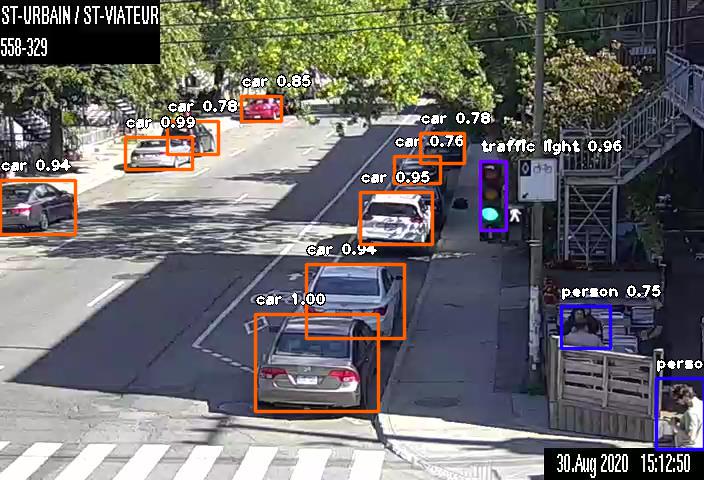 ST-URBAIN / ST-VIATEUR
558-329
car 0.85
car 0.78
car 0.99
car 0.78
car 0.76
traffic light 0.96
car 0.94
car 0.95
car 0.94
person 0.75
car 1.00
perso
30.Aug 2020 15:12:50